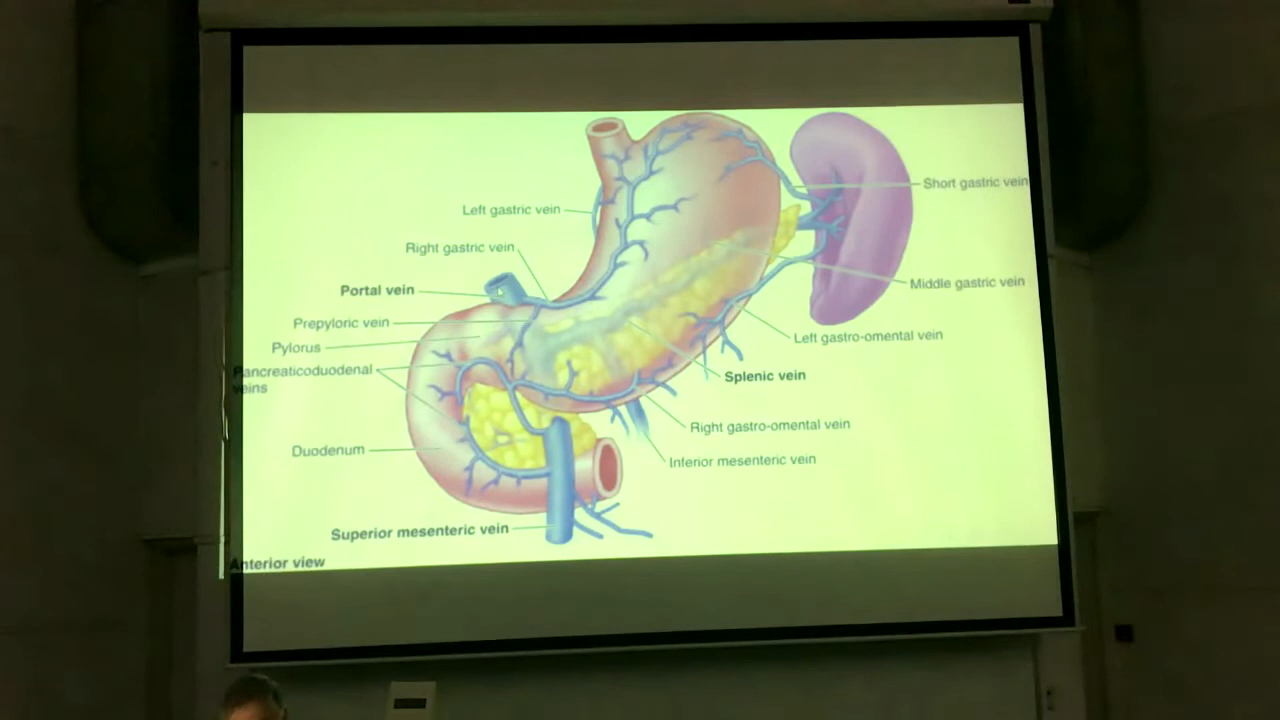 Short gastric vein
Left gastric vein
Right gastric vein
Middle gastric vein
Portal vein
Prepyloric vein
Left gastro-omental vein
Pylorus
Pancreaticoduodenal
veins
Splenic vein
Right gastro-omental vein
Duodenum
Inferior mesenteric vein
Superior mesenteric vein
Anterior view